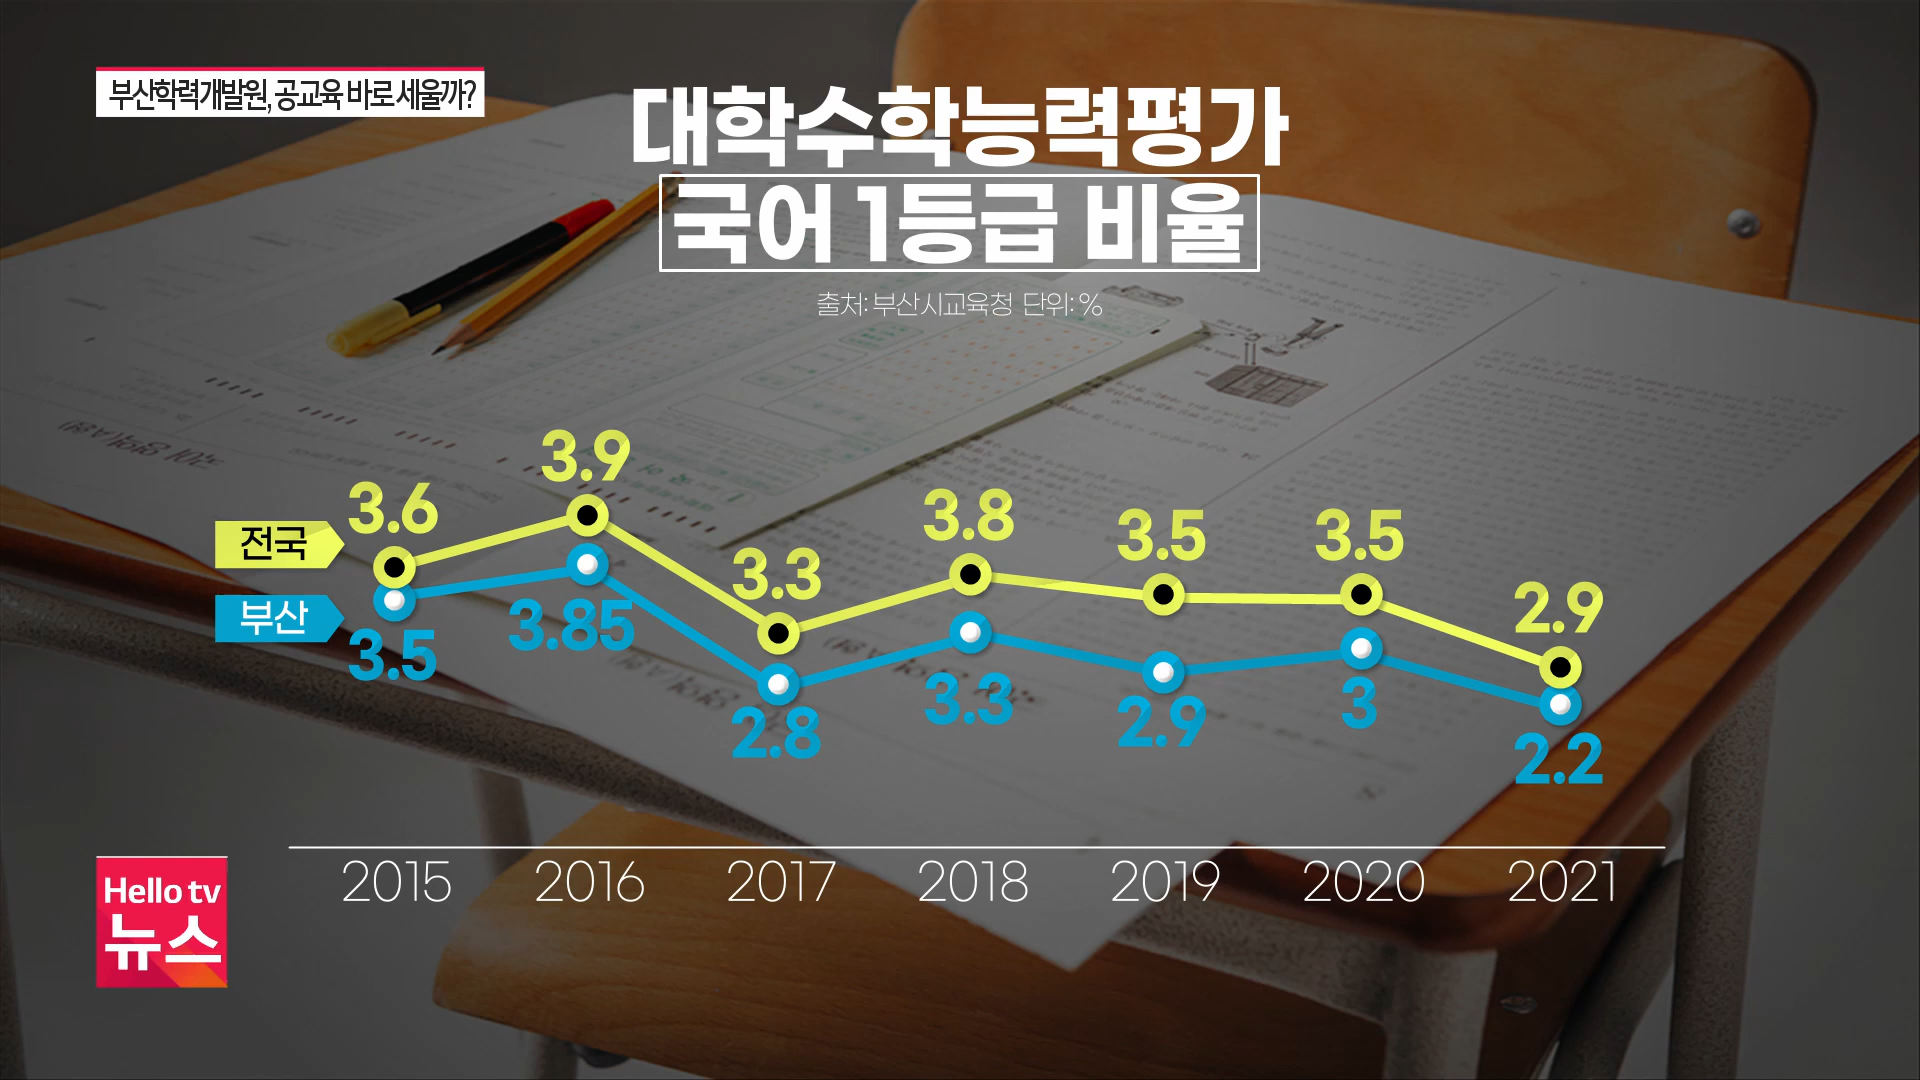 부산학력개발원, 공교육 바로 세울까?
대학수학능력평가
국어 1등급 비율
출처: 부산시교육청 단위: %
3.6 3.9 3.3 3.8 3.5 3.5 2.9
전국
부산
3.5 3.85 2.8 3.3 2.9 3 2.2
2015 2016 2017 2018 2019 2020 2021
Hello tv
뉴스